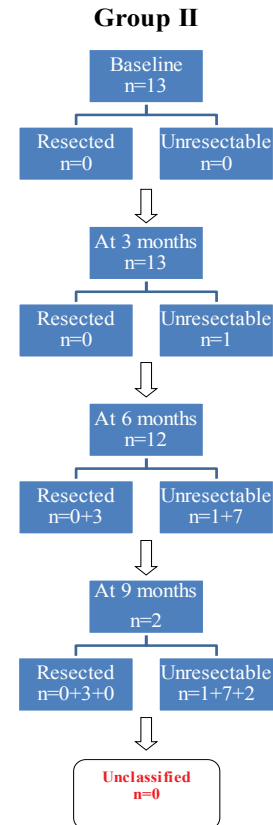 Group II
Baseline
n=13
Resected
n=0
Unresectable
n=0
At 3 months
n=13
Resected
n=0
Unresectable
n=1
At 6 months
n=12
Resected
n=0+3
Unresectable
n=1+7
At 9 months
n=2
Resected
n=0+3+0
Unresectable
n=1+7+2
Unclassified
n=0